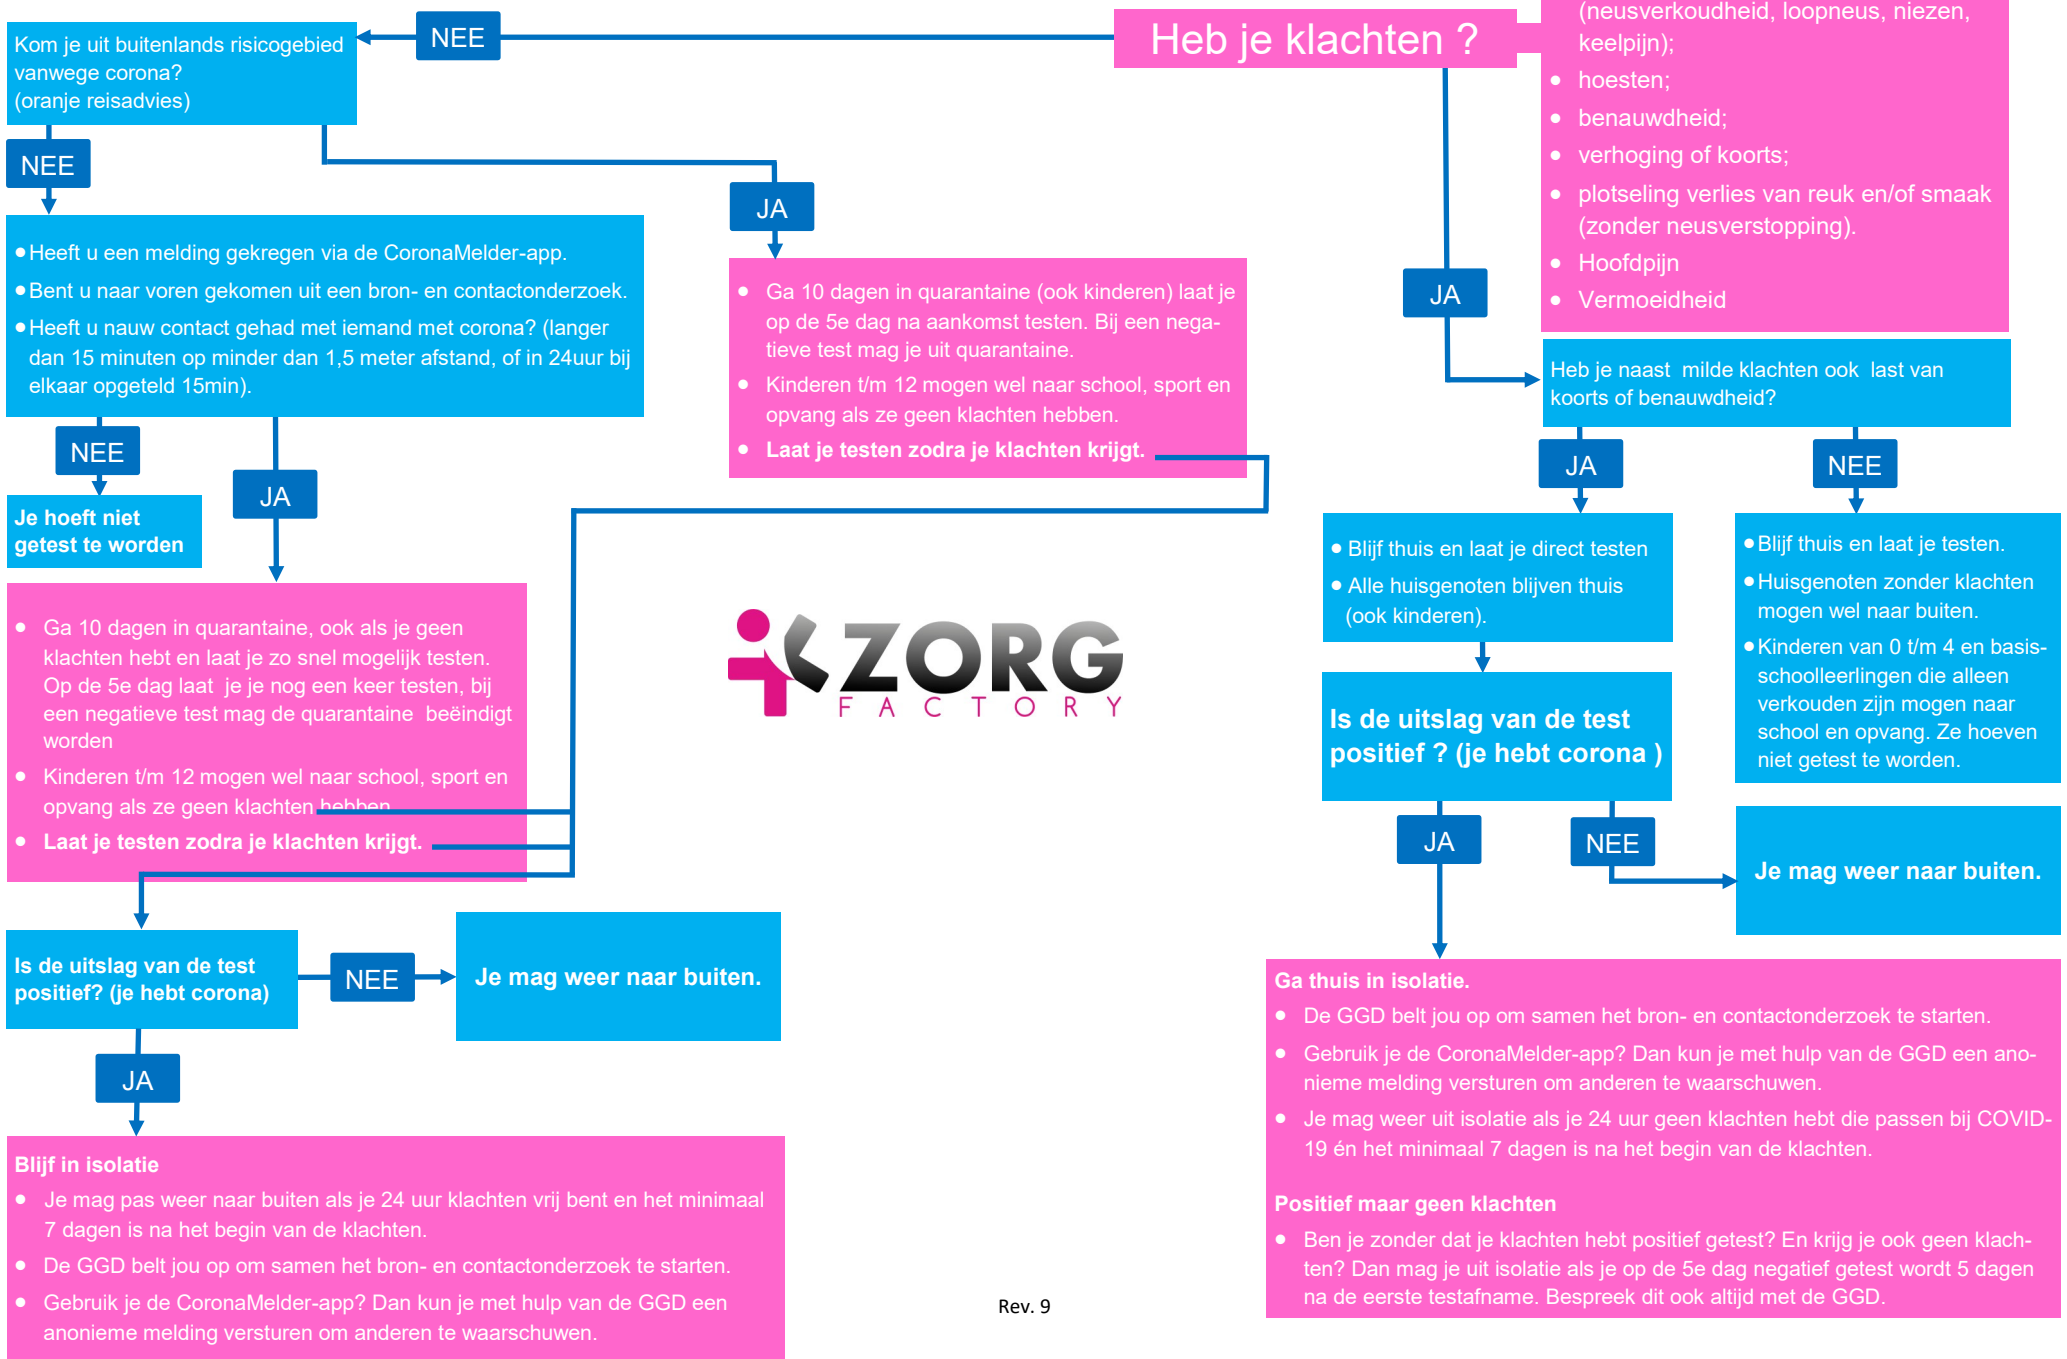 Heb je klachten ?
(neusverkoudheid, loopneus, niezen,
keelpijn);
• hoesten;
• benauwdheid;
• verhoging of koorts;
• plotseling verlies van reuk en/of smaak
(zonder neusverstopping).
• Hoofdpijn
• Vermoeidheid
NEE
Kom je uit buitenlands risicogebied
vanwege corona?
(oranje reisadvies)
NEE
JA
• Heeft u een melding gekregen via de CoronaMelder-app.
• Bent u naar voren gekomen uit een bron- en contactonderzoek.
• Heeft u nauw contact gehad met iemand met corona? (langer
dan 15 minuten op minder dan 1,5 meter afstand, of in 24uur bij
elkaar opgeteld 15min).
• Ga 10 dagen in quarantaine (ook kinderen) laat je
op de 5e dag na aankomst testen. Bij een nega-
tieve test mag je uit quarantaine.
• Kinderen t/m 12 mogen wel naar school, sport en
opvang als ze geen klachten hebben.
• Laat je testen zodra je klachten krijgt.
NEE
JA
Je hoeft niet
getest te worden
• Ga 10 dagen in quarantaine, ook als je geen
klachten hebt en laat je zo snel mogelijk testen.
Op de 5e dag laat  je je nog een keer testen, bij
een negatieve test mag de quarantaine  beëindigt
worden
• Kinderen t/m 12 mogen wel naar school, sport en
opvang als ze geen klachten hebben
• Laat je testen zodra je klachten krijgt.
Is de uitslag van de test
positief? (je hebt corona)
NEE
Je mag weer naar buiten.
JA
Blijf in isolatie
• Je mag pas weer naar buiten als je 24 uur klachten vrij bent en het minimaal
7 dagen is na het begin van de klachten.
• De GGD belt jou op om samen het bron- en contactonderzoek te starten.
• Gebruik je de CoronaMelder-app? Dan kun je met hulp van de GGD een
anonieme melding versturen om anderen te waarschuwen.
ZORG
FACTORY
Rev. 9
JA
Heb je naast  milde klachten ook  last van
koorts of benauwdheid?
JA
NEE
• Blijf thuis en laat je direct testen
• Alle huisgenoten blijven thuis
(ook kinderen).
• Blijf thuis en laat je testen.
• Huisgenoten zonder klachten
mogen wel naar buiten.
• Kinderen van 0 t/m 4 en basis-
schoolleerlingen die alleen
verkouden zijn mogen naar
school en opvang. Ze hoeven
niet getest te worden.
Is de uitslag van de test
positief ? (je hebt corona )
JA
NEE
Je mag weer naar buiten.
Ga thuis in isolatie.
• De GGD belt jou op om samen het bron- en contactonderzoek te starten.
• Gebruik je de CoronaMelder-app? Dan kun je met hulp van de GGD een ano-
nieme melding versturen om anderen te waarschuwen.
• Je mag weer uit isolatie als je 24 uur geen klachten hebt die passen bij COVID-
19 én het minimaal 7 dagen is na het begin van de klachten.
Positief maar geen klachten
• Ben je zonder dat je klachten hebt positief getest? En krijg je ook geen klach-
ten? Dan mag je uit isolatie als je op de 5e dag negatief getest wordt 5 dagen
na de eerste testafname. Bespreek dit ook altijd met de GGD.